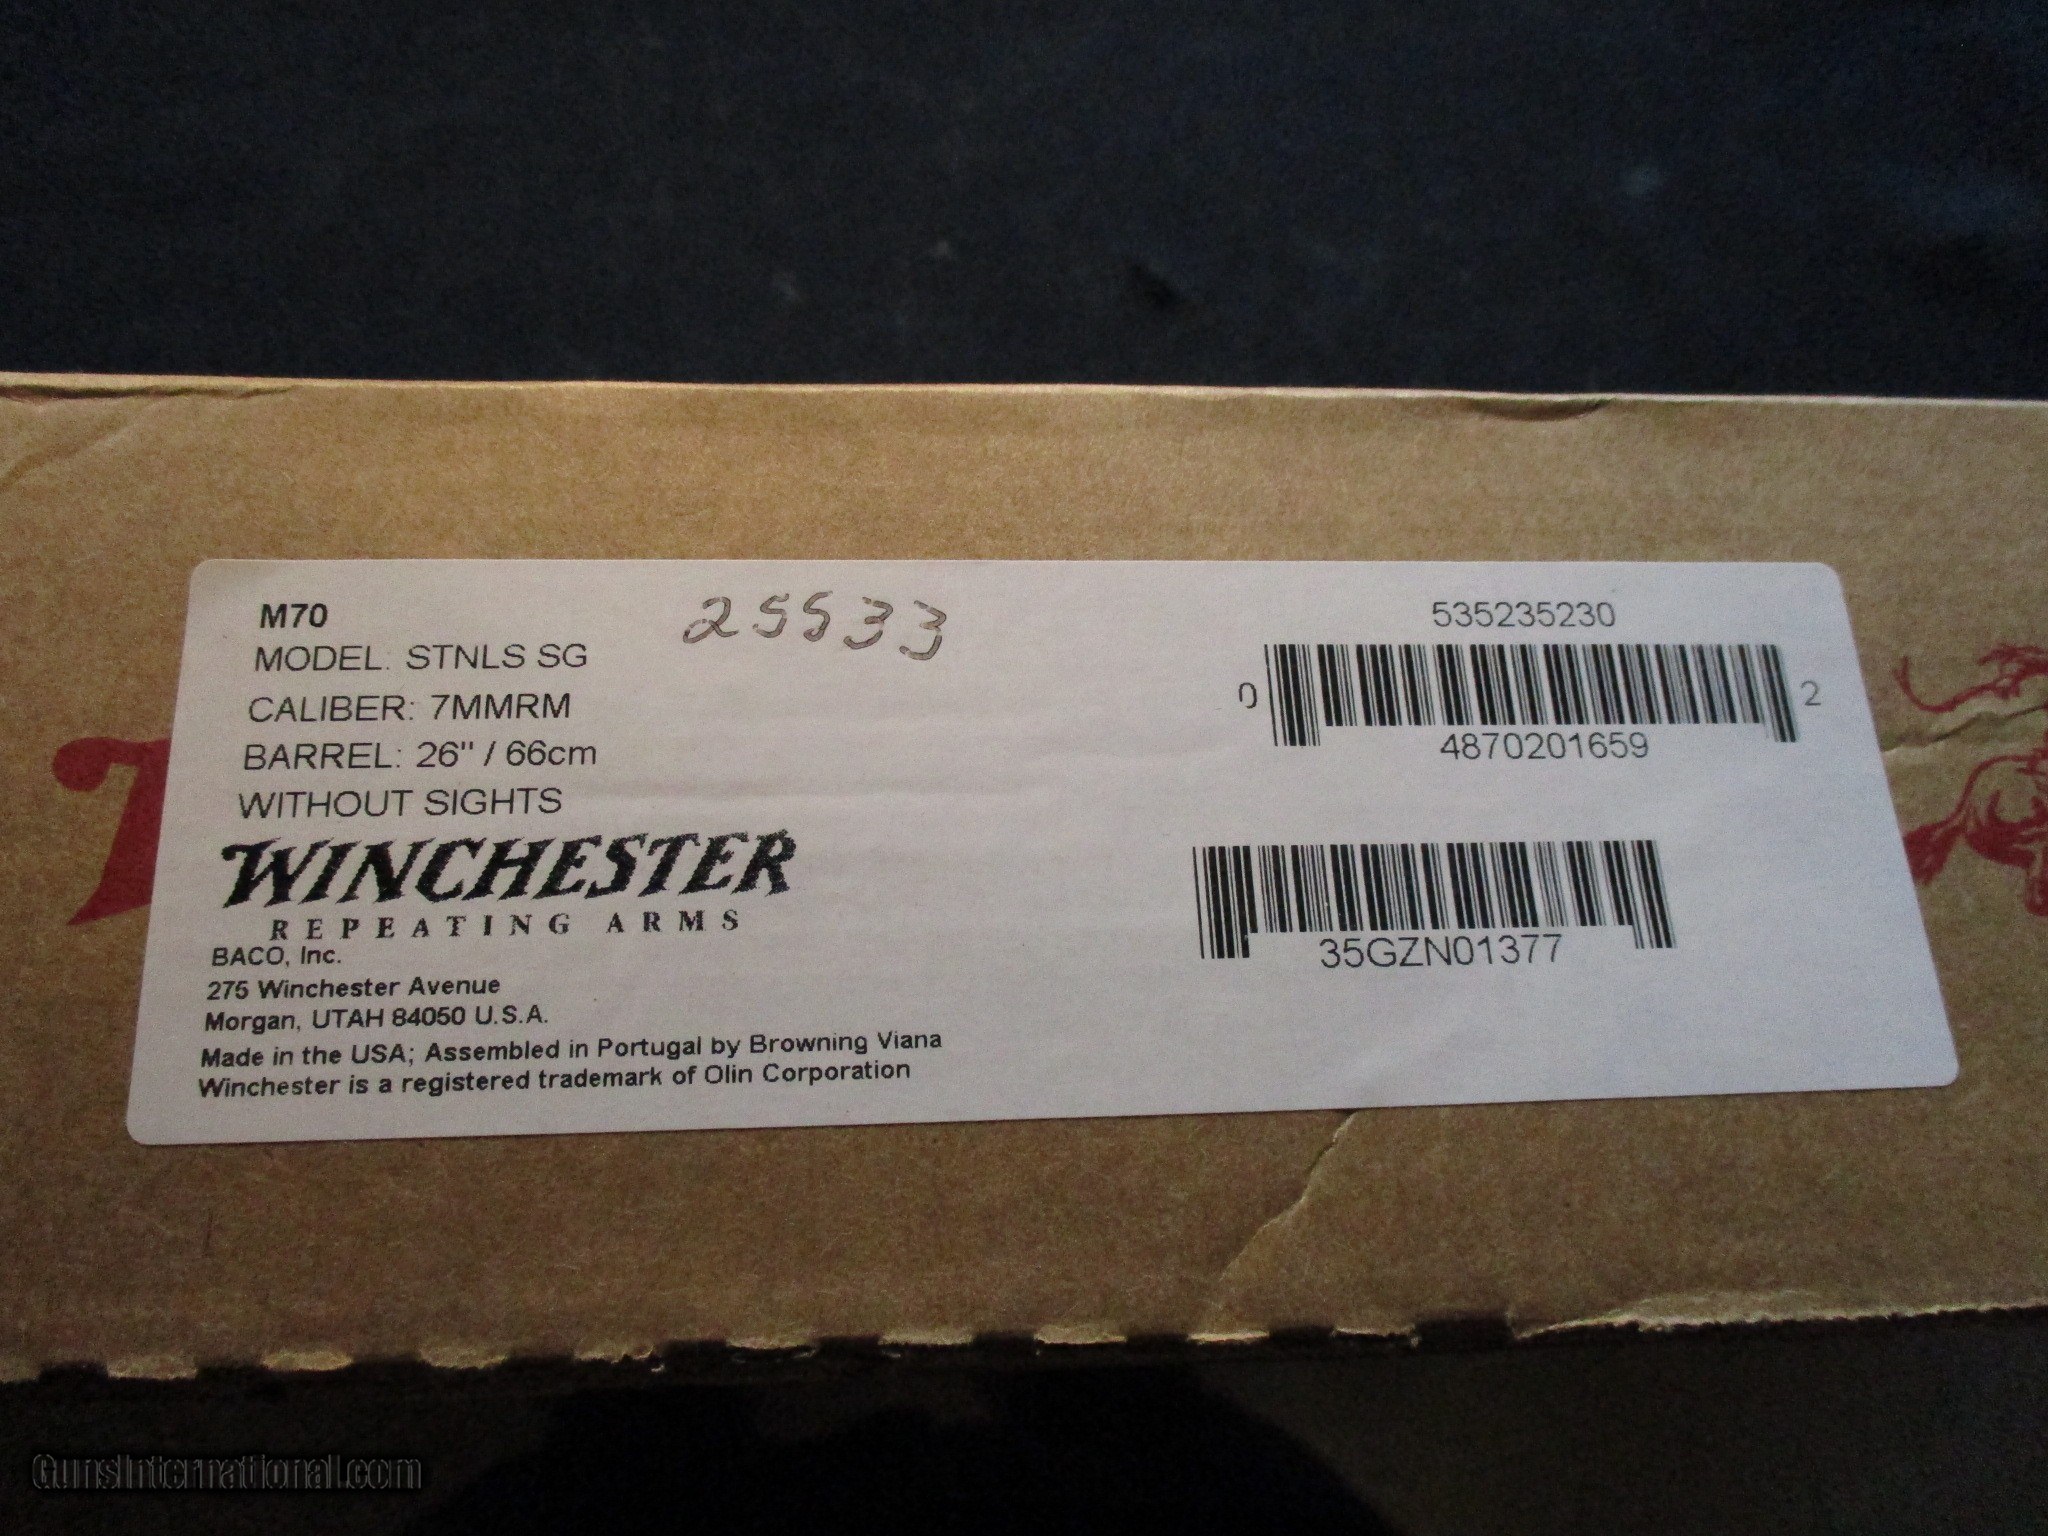 M70
MODEL: STNLS SG
CALIBER: 7MMRM
BARREL: 26" / 66cm
WITHOUT SIGHTS
WINCHESTER
REPEATING ARMS
BACO, Inc.
275 Winchester Avenue
Morgan, UTAH 84050 U.S.A.
Made in the USA; Assembled in Portugal by Browning Viana
Winchester is a registered trademark of Olin Corporation
25533
535235230
0 2
4870201659
35GZN01377
GunsInternational.com